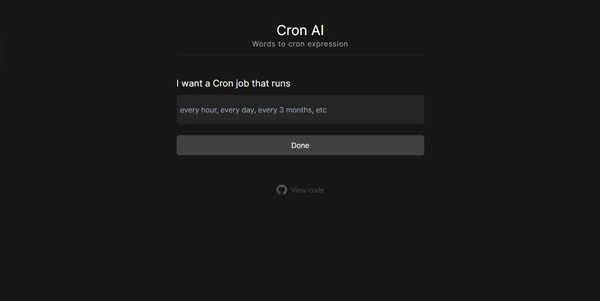 Cron AI
Words to cron expression
I want a Cron job that runs
every hour, every day, every 3 months, etc
Done
View code